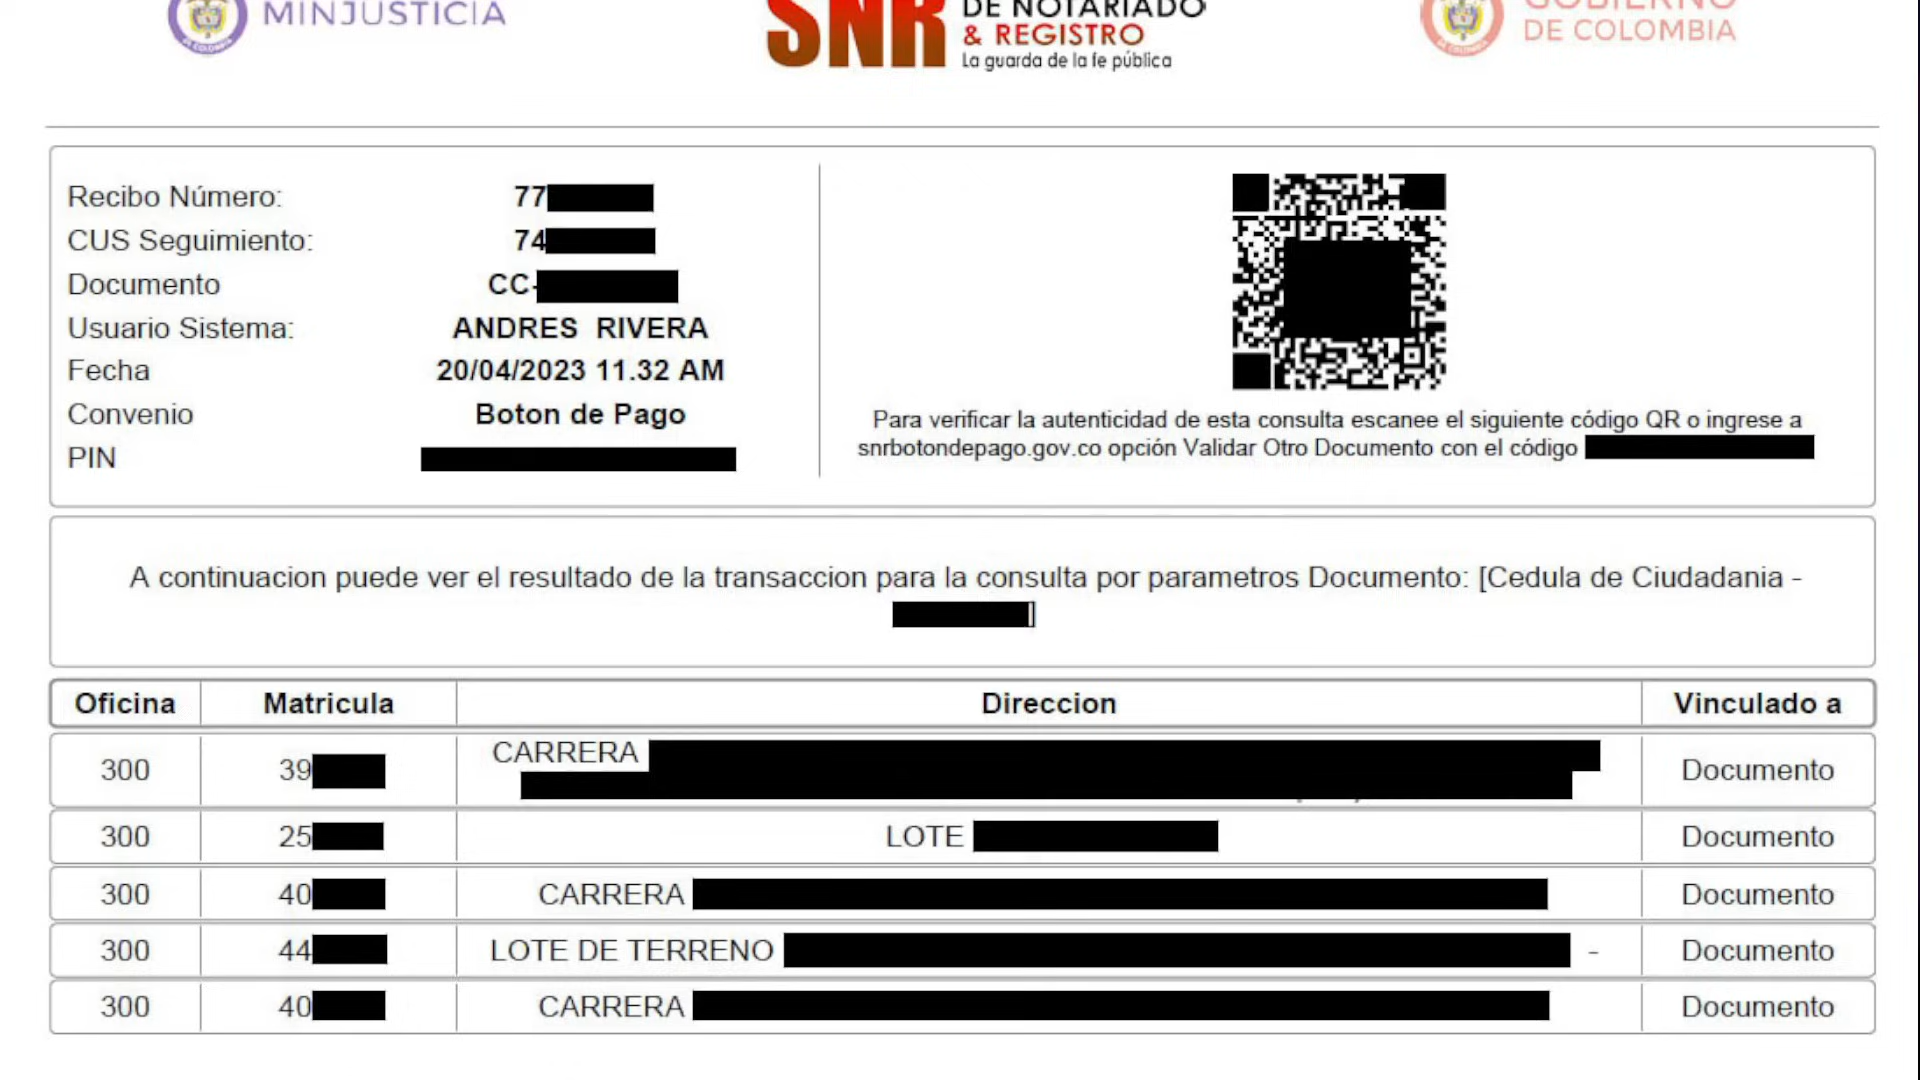 MINJUSTICIA
SNR
DE NOTARIADO
& REGISTRO
La guarda de la fe pública
GOBIERNO
DE COLOMBIA
Recibo Número: 77
CUS Seguimiento: 74
Documento CC-
Usuario Sistema: ANDRES RIVERA
Fecha 20/04/2023 11.32 AM
Convenio Boton de Pago
PIN
Para verificar la autenticidad de esta consulta escanee el siguiente código QR o ingrese a
snrbotondepago.gov.co opción Validar Otro Documento con el código
A continuacion puede ver el resultado de la transaccion para la consulta por parametros Documento: [Cedula de Ciudadania -
]
Oficina Matricula Direccion Vinculado a
300 39 CARRERA Documento
300 25 LOTE Documento
300 40 CARRERA Documento
300 44 LOTE DE TERRENO - Documento
300 40 CARRERA Documento